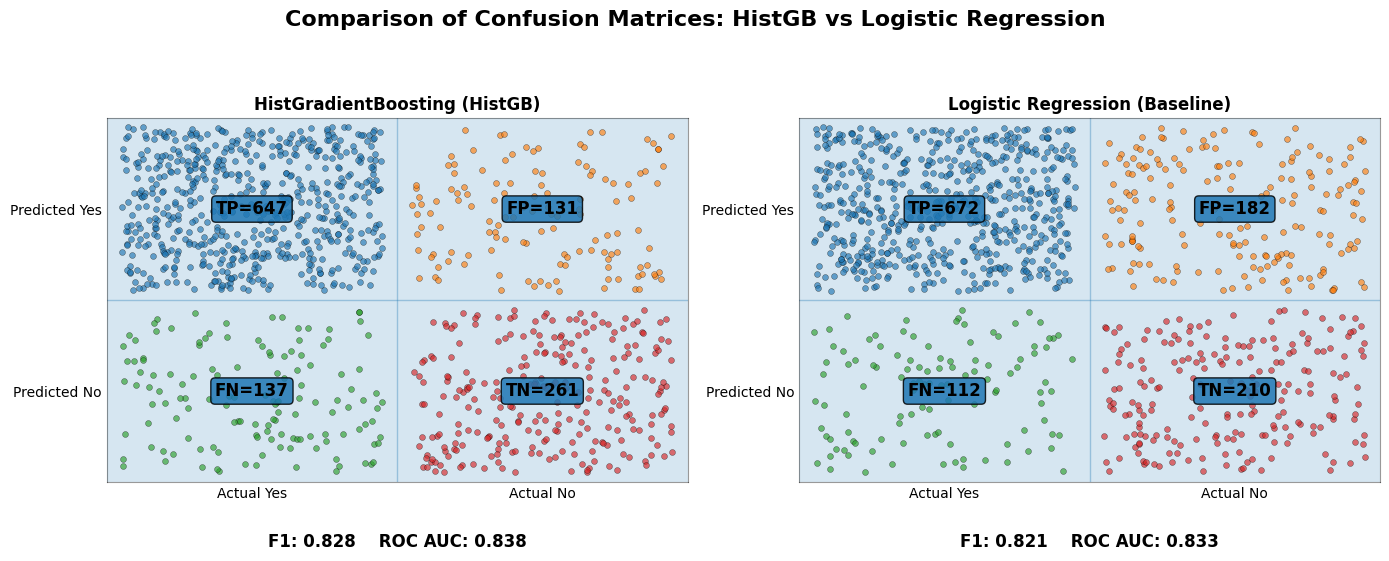 Comparison of Confusion Matrices: HistGB vs Logistic Regression
HistGradientBoosting (HistGB)
Predicted Yes
TP=647
FP=131
Predicted No
FN=137
TN=261
Actual Yes
Actual No
F1: 0.828 ROC AUC: 0.838
Logistic Regression (Baseline)
Predicted Yes
TP=672
FP=182
Predicted No
FN=112
TN=210
Actual Yes
Actual No
F1: 0.821 ROC AUC: 0.833